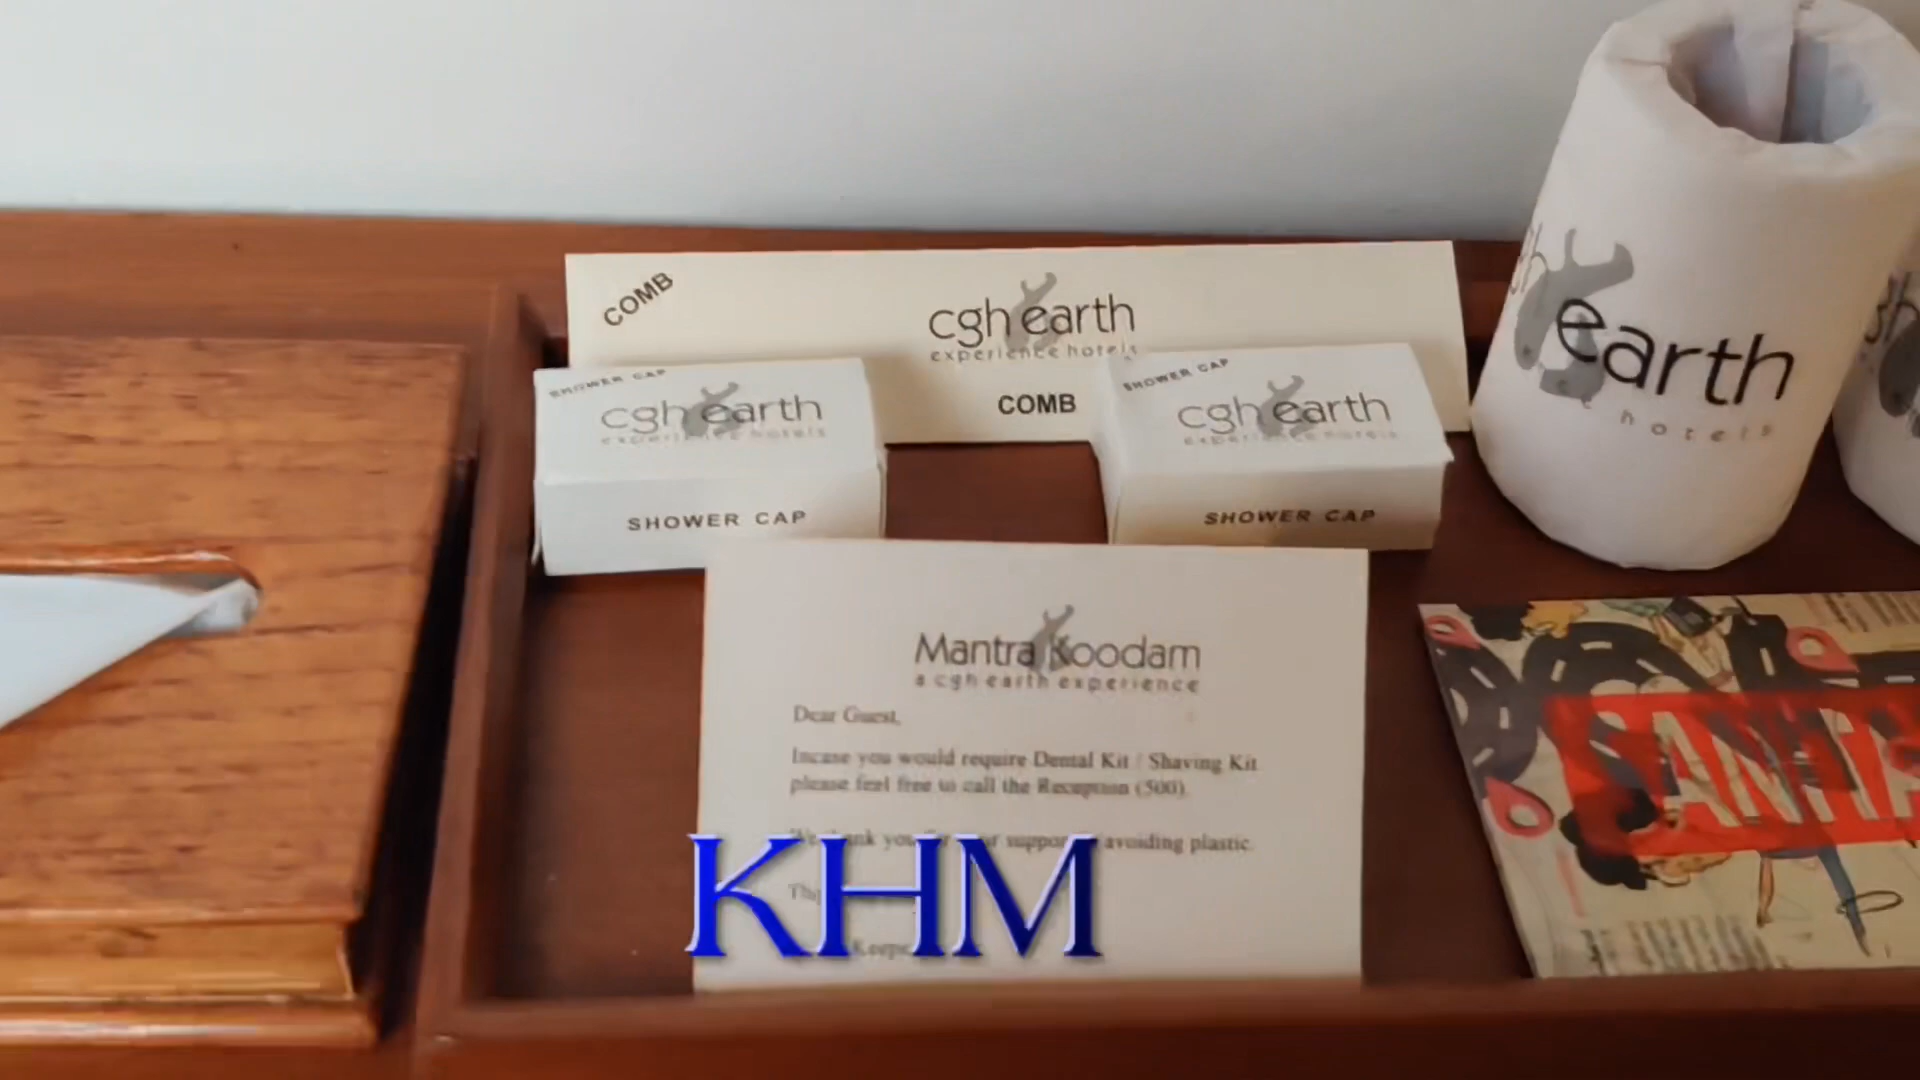 COMB
cgh earth
experience hotels
COMB
SHOWER CAP
cgh earth
experience hotels
SHOWER CAP
SHOWER CAP
cgh earth
experience hotels
SHOWER CAP
earth
hotels
Mantra Koodam
a cgh earth experience
Dear Guest,
Incase you would require Dental Kit / Shaving Kit
please feel free to call the Reception (500).
avoiding plastic.
KHM